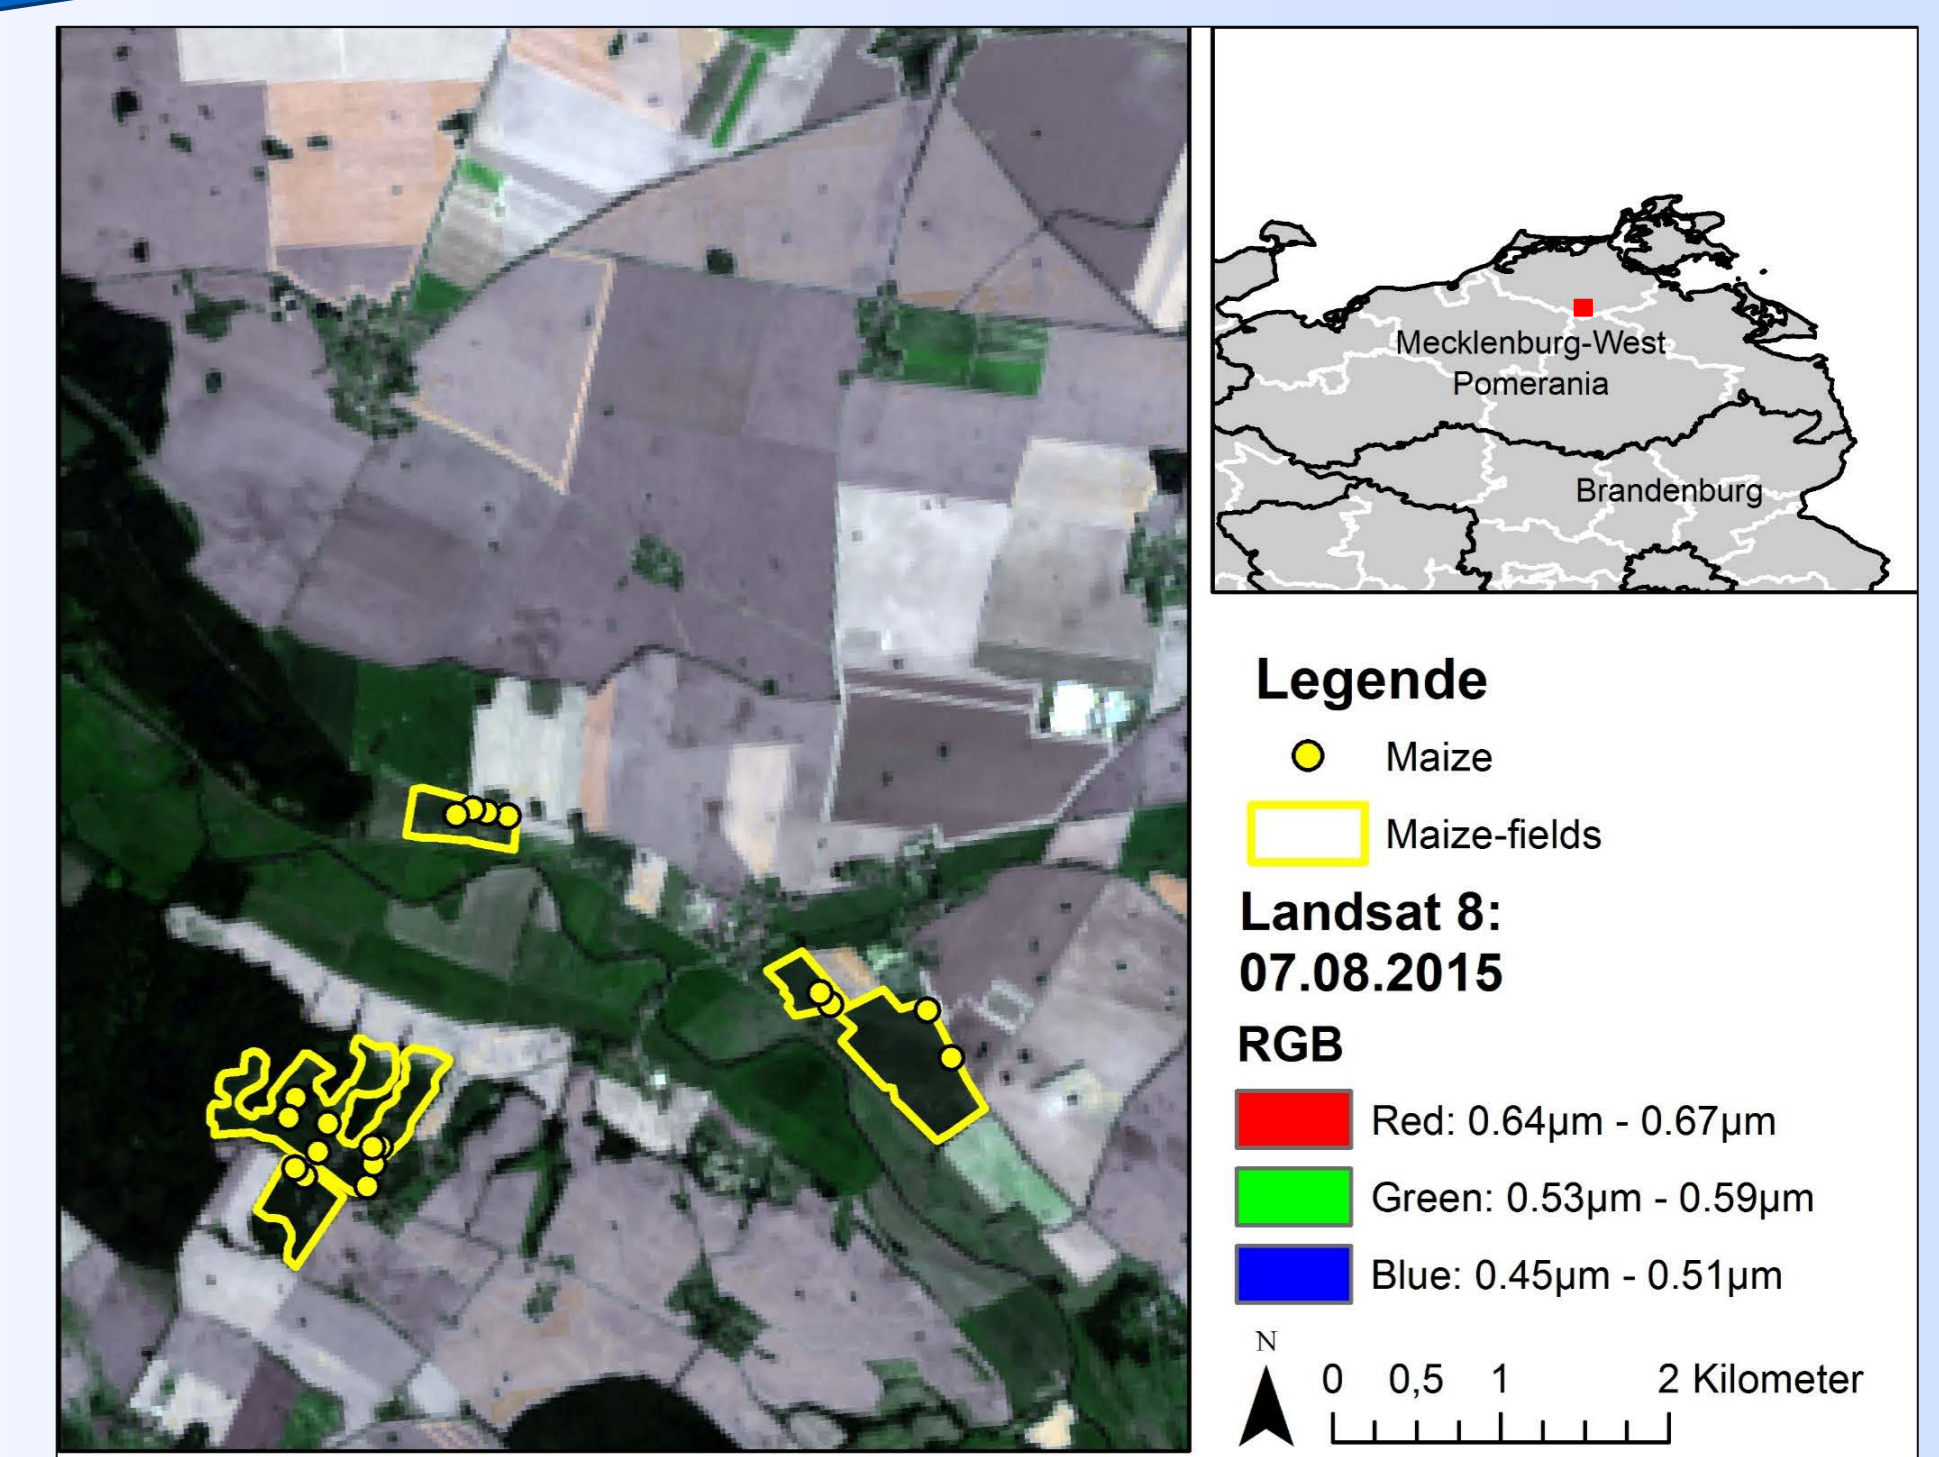 Mecklenburg-West
Pomerania
Brandenburg
Legende
Maize
Maize-fields
Landsat 8:
07.08.2015
RGB
Red: 0.64µm - 0.67µm
Green: 0.53µm - 0.59µm
Blue: 0.45µm - 0.51µm
N
0 0,5 1 2 Kilometer